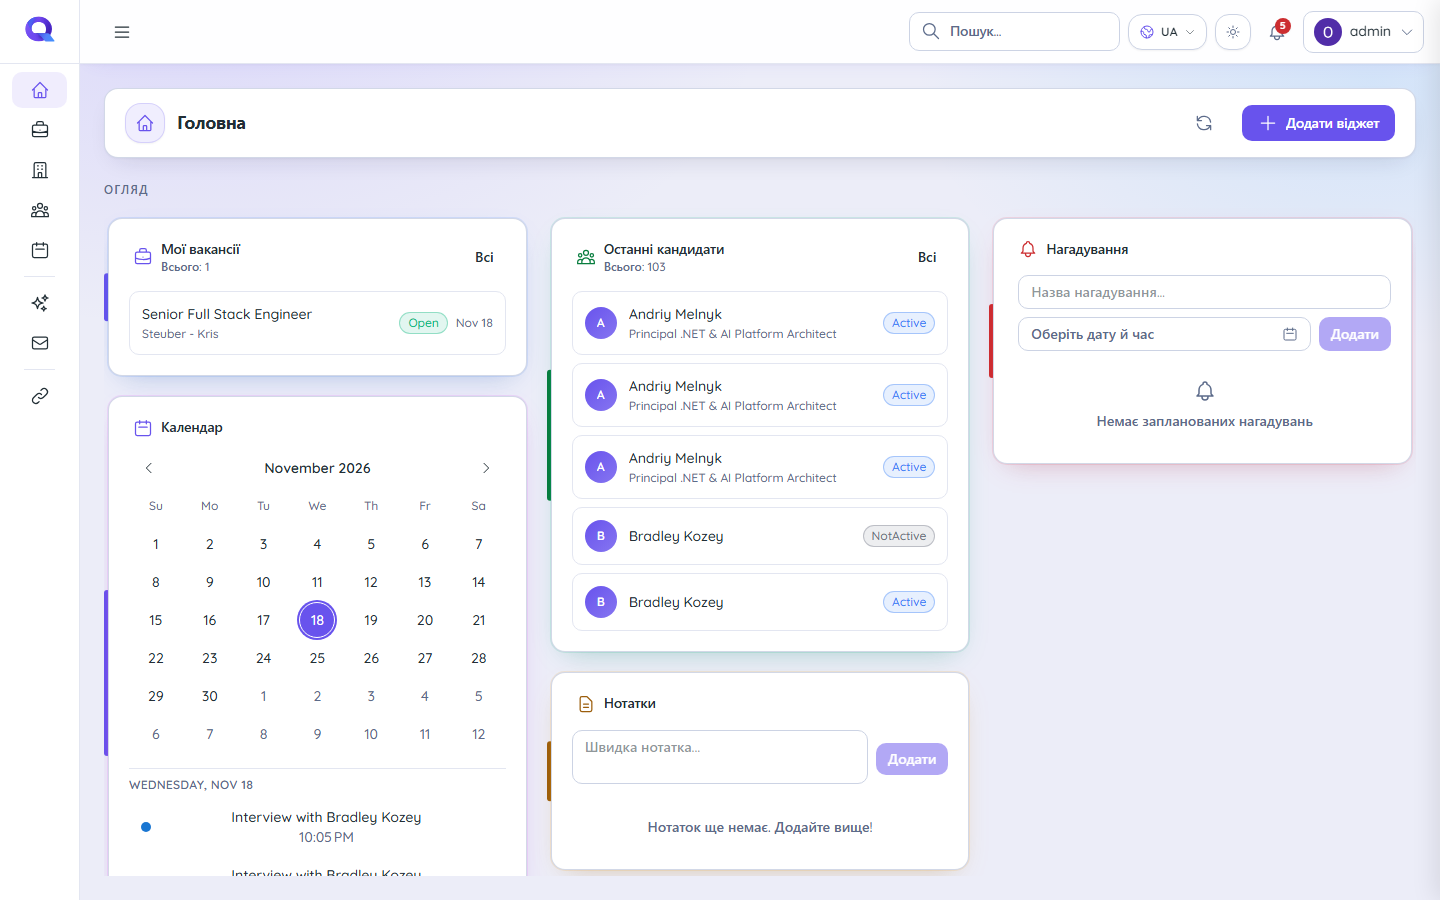 Пошук...
UA
5
O
admin
Головна
Додати віджет
ОГЛЯД
Мої вакансії
Всього: 1
Всі
Senior Full Stack Engineer
Steuber - Kris
Open
Nov 18
Календар
November 2026
Su Mo Tu We Th Fr Sa
1 2 3 4 5 6 7
8 9 10 11 12 13 14
15 16 17 18 19 20 21
22 23 24 25 26 27 28
29 30 1 2 3 4 5
6 7 8 9 10 11 12
WEDNESDAY, NOV 18
Interview with Bradley Kozey
10:05 PM
Interview with Bradley Kozey
Останні кандидати
Всього: 103
Всі
A
Andriy Melnyk
Principal .NET & AI Platform Architect
Active
A
Andriy Melnyk
Principal .NET & AI Platform Architect
Active
A
Andriy Melnyk
Principal .NET & AI Platform Architect
Active
B
Bradley Kozey
NotActive
B
Bradley Kozey
Active
Нотатки
Швидка нотатка...
Додати
Нотаток ще немає. Додайте вище!
Нагадування
Назва нагадування...
Оберіть дату й час
Додати
Немає запланованих нагадувань